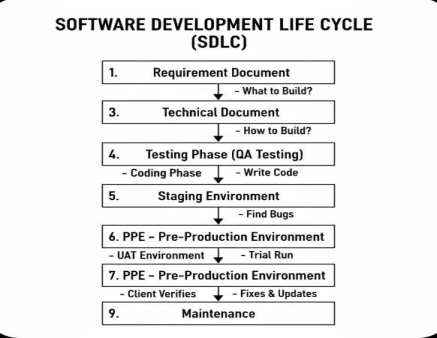 SOFTWARE DEVELOPMENT LIFE CYCLE
(SDLC)
1. Requirement Document
- What to Build?
3. Technical Document
- How to Build?
4. Testing Phase (QA Testing)
- Coding Phase - Write Code
5. Staging Environment
- Find Bugs
6. PPE – Pre-Production Environment
- UAT Environment - Trial Run
7. PPE – Pre-Production Environment
- Client Verifies - Fixes & Updates
9. Maintenance